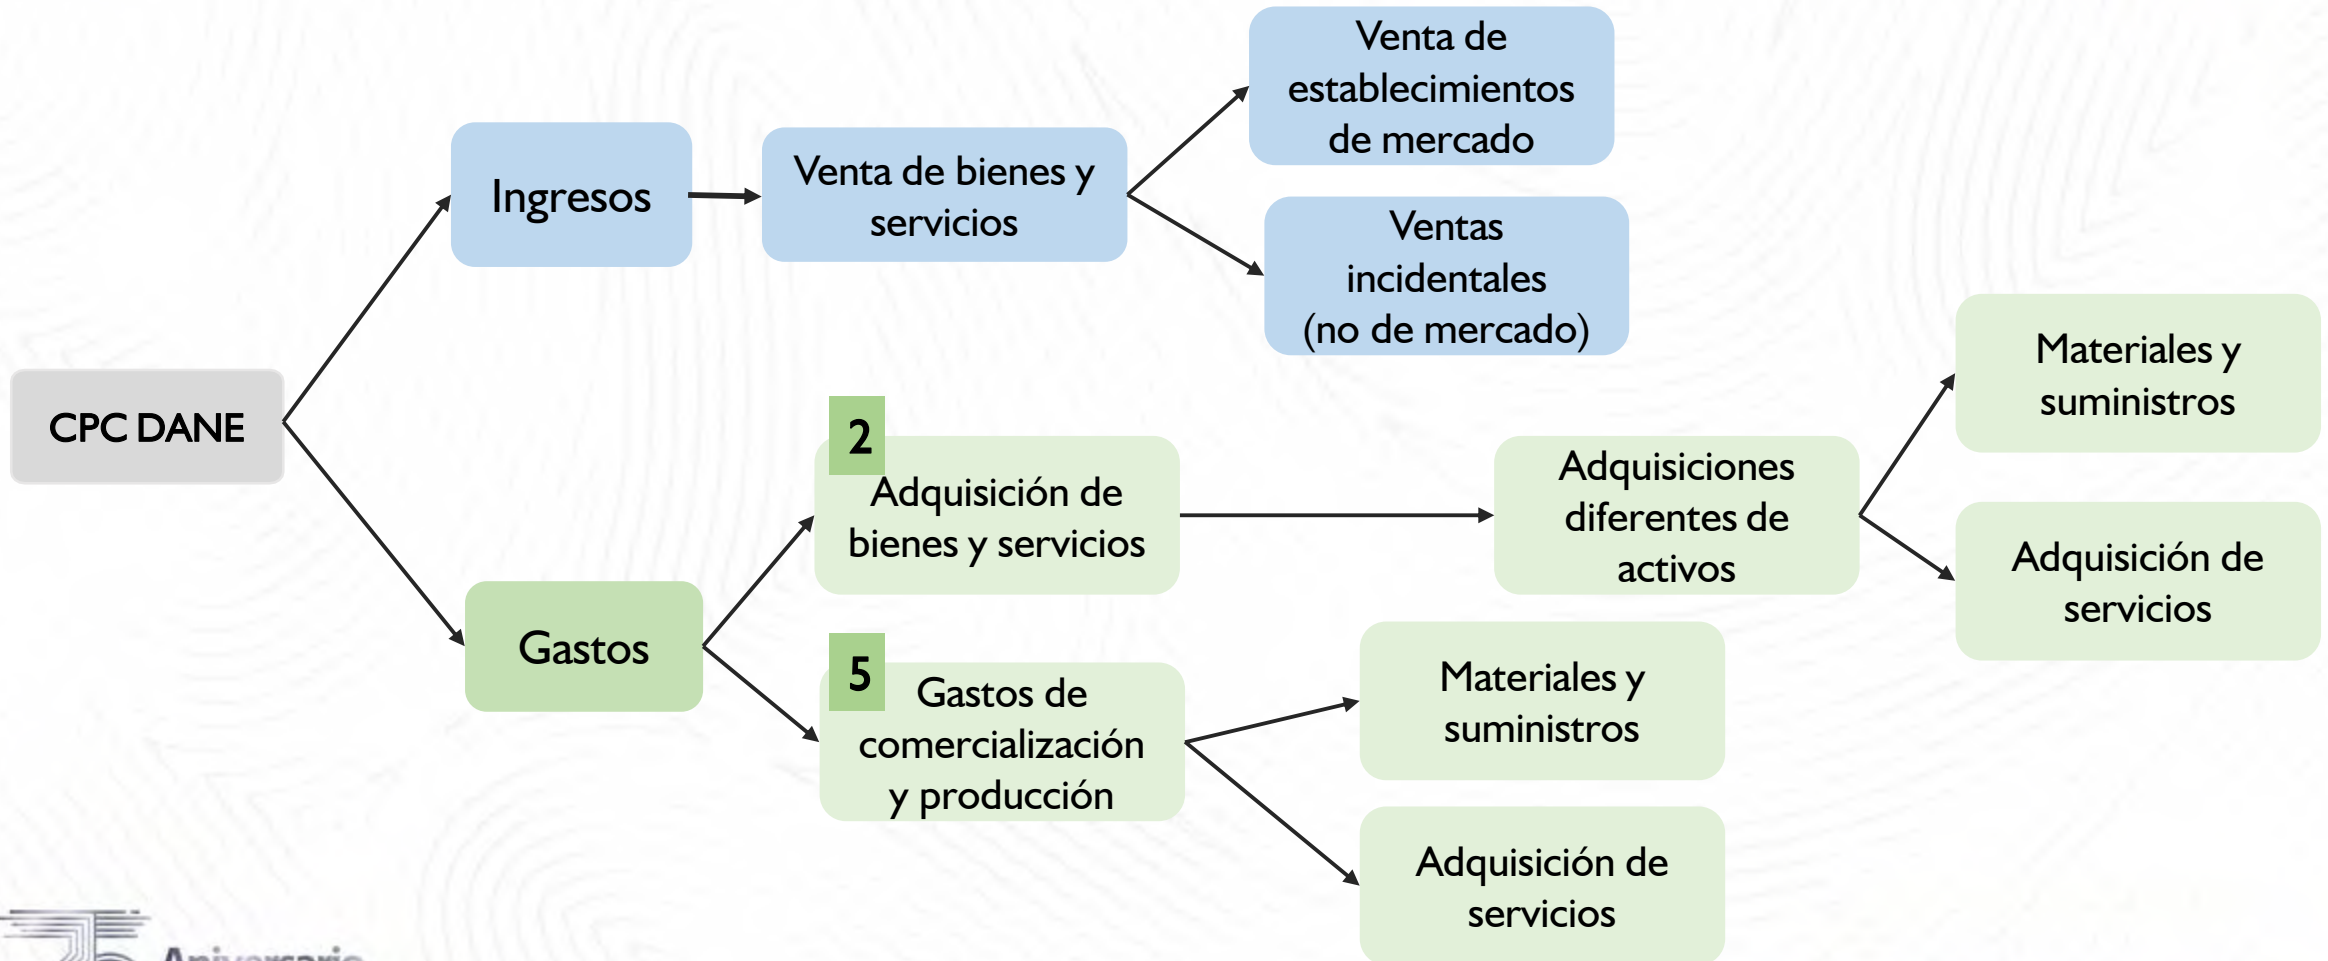 Venta de
establecimientos
de mercado
Ingresos
Venta de bienes y
servicios
Ventas
incidentales
(no de mercado)
CPC DANE
2
Adquisición de
bienes y servicios
Adquisiciones
diferentes de
activos
Materiales y
suministros
Adquisición de
servicios
Gastos
5
Gastos de
comercialización
y producción
Materiales y
suministros
Adquisición de
servicios
75
Aniversario